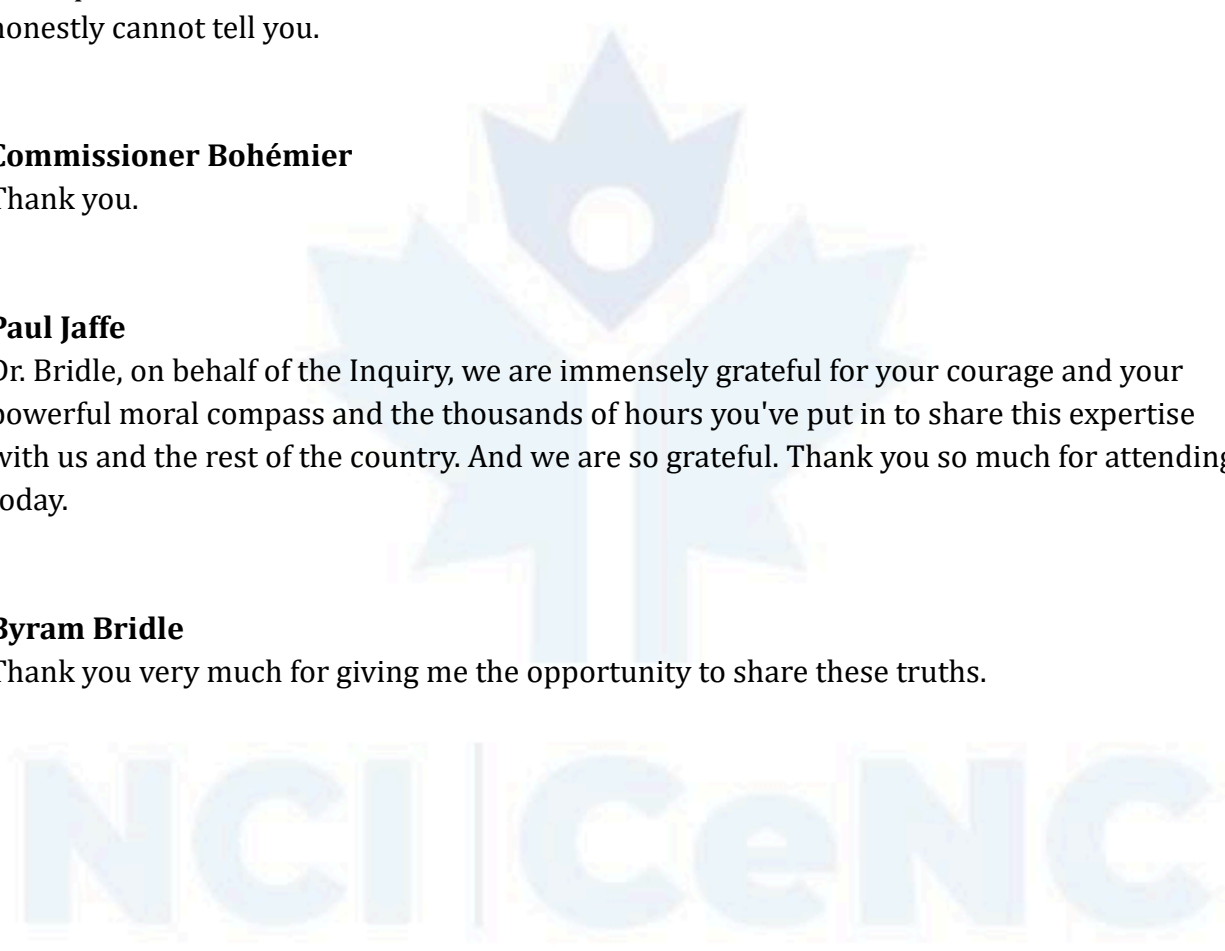 honestly cannot tell you.
Commissioner Bohémier
Thank you.
Paul Jaffe
Dr. Bridle, on behalf of the Inquiry, we are immensely grateful for your courage and your
powerful moral compass and the thousands of hours you've put in to share this expertise
with us and the rest of the country. And we are so grateful. Thank you so much for attending
today.
Byram Bridle
Thank you very much for giving me the opportunity to share these truths.
NCI | CeNC